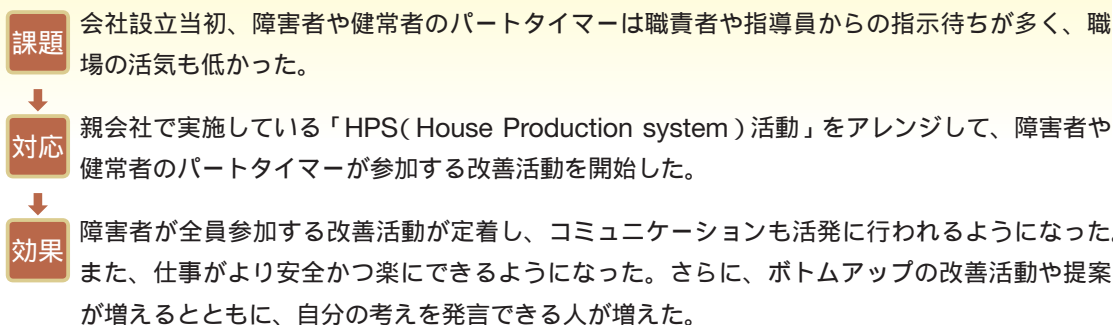 課題
会社設立当初、障害者や健常者のパートタイマーは職責者や指導員からの指示待ちが多く、職
場の活気も低かった。
対応
親会社で実施している「HPS(House Production system)活動」をアレンジして、障害者や
健常者のパートタイマーが参加する改善活動を開始した。
効果
障害者が全員参加する改善活動が定着し、コミュニケーションも活発に行われるようになった。
また、仕事がより安全かつ楽にできるようになった。さらに、ボトムアップの改善活動や提案
が増えるとともに、自分の考えを発言できる人が増えた。